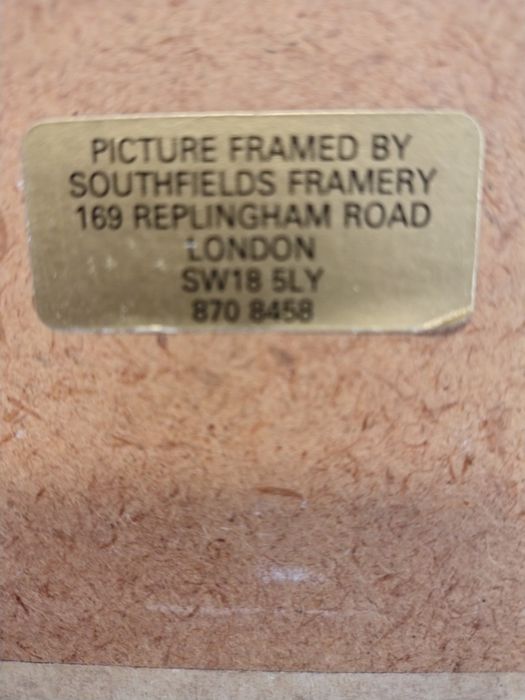 PICTURE FRAMED BY
SOUTHFIELDS FRAMERY
169 REPLINGHAM ROAD
LONDON
SW18 5LY
870 8458